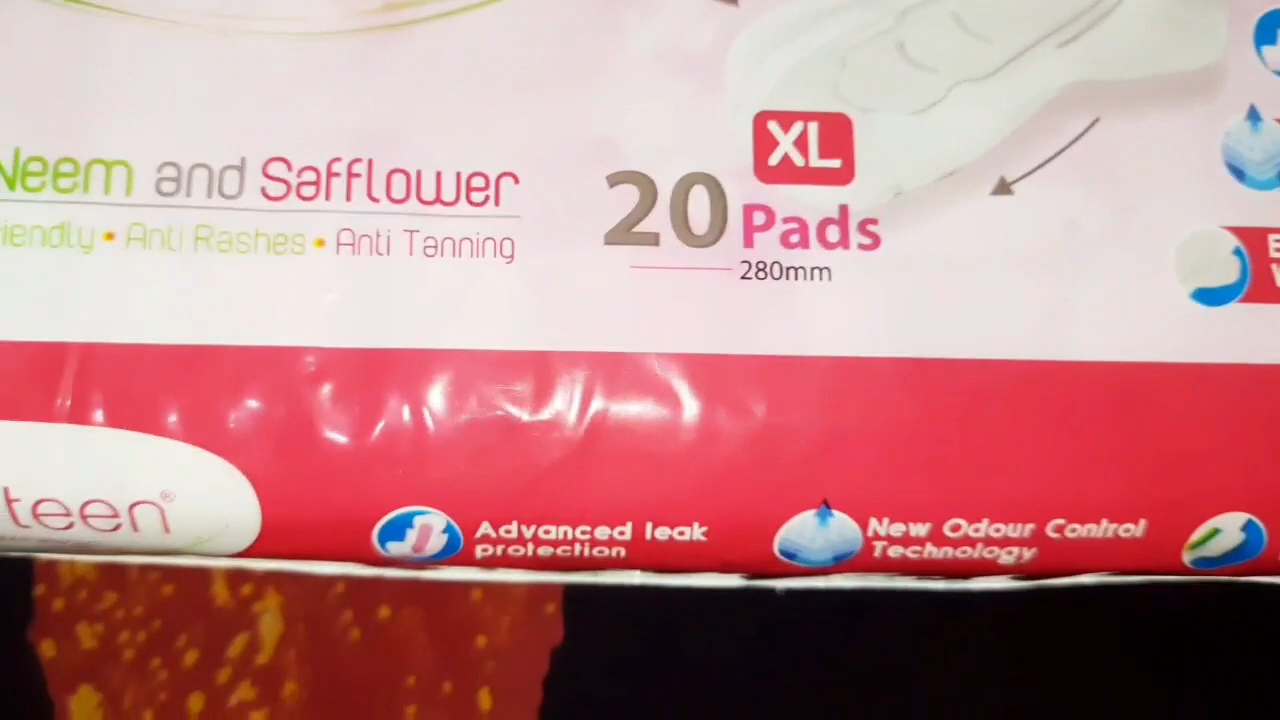 Neem and Safflower
riendly • Anti Rashes • Anti Tanning
XL
20 Pads
280mm
teen®
Advanced leak
protection
New Odour Control
Technology